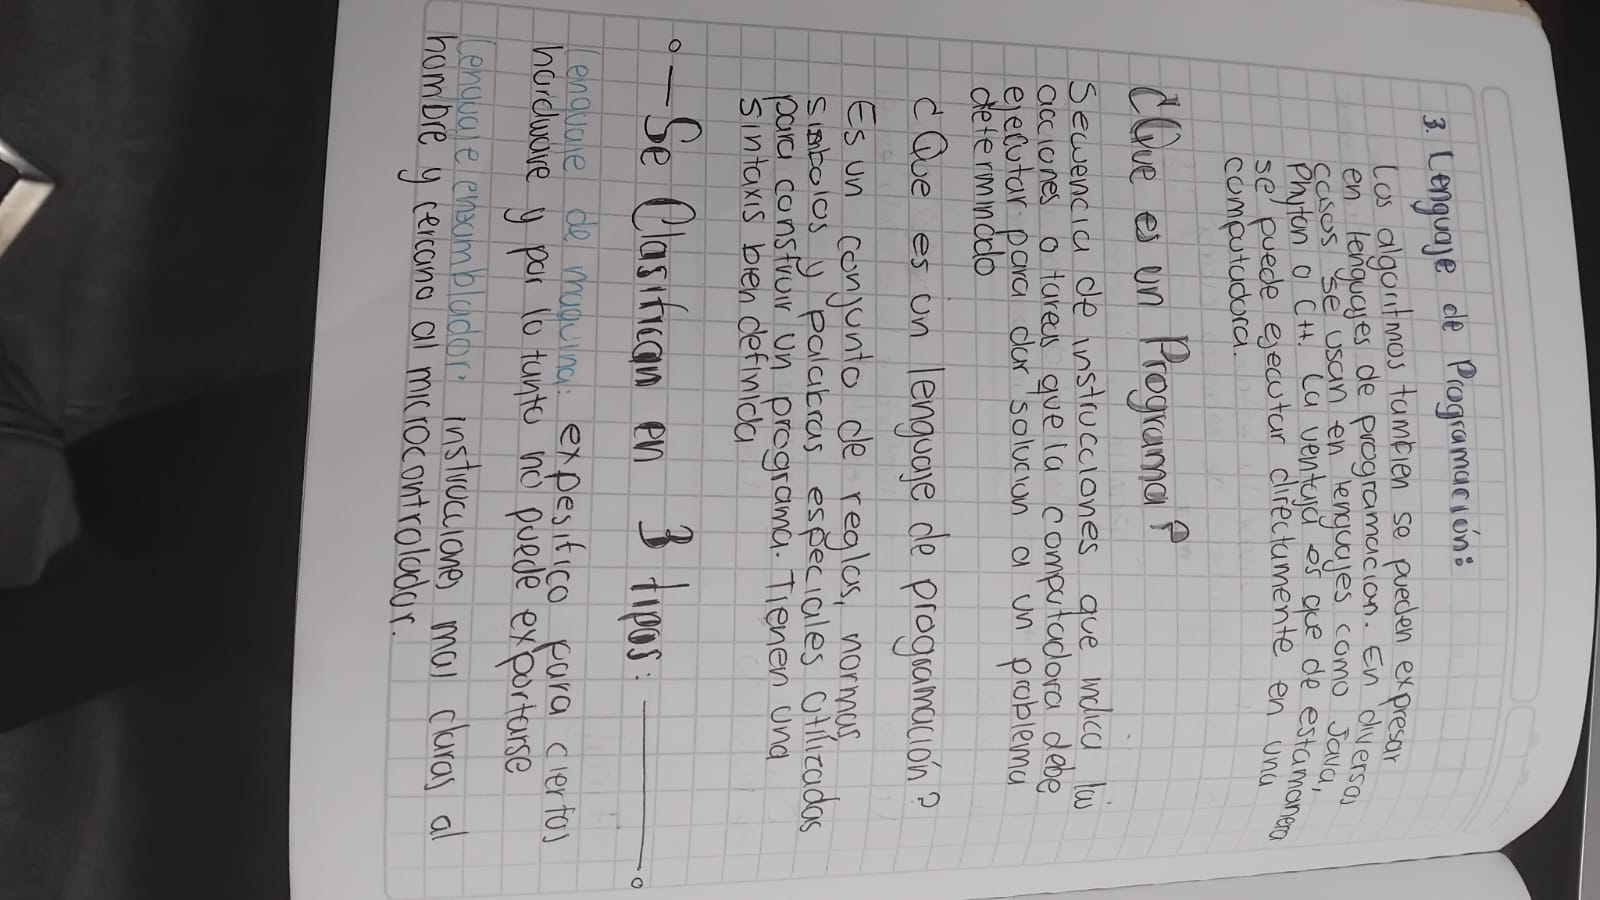 3. Lenguaje de Programación:
Los algoritmos tambien se pueden expresar
en lenguajes de programacion. En diversa
casos se usan en lenguajes como Java,
Phyton o C++. La ventaja es que de esta manera
se puede ejecutar directamente en una
computadora.
¿Que es un Programa?
Secuencia de instrucciones que indica la
acciones o tareas que la computadora debe
ejecutar para dar solucion a un problema
determinado
¿Que es un lenguaje de programación?
Es un conjunto de reglas, normas,
simbolos y palabras especiales utilizadas
para construir un programa. Tienen una
sintaxis bien definida
Se Clasifican en 3 tipos:
Lenguaje de maquina: expesifico para ciertos
hardware y por lo tanto no puede exportarse
Lenguaje ensamblador: instrucciones mas claras al
hombre y cercano al microcontrolador.